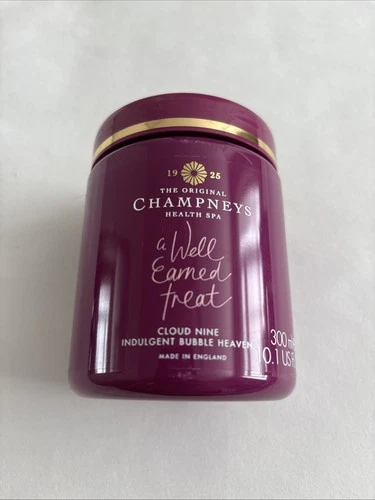 19 25
THE ORIGINAL
CHAMPNEYS
HEALTH SPA
a Well
Earned
treat
CLOUD NINE
INDULGENT BUBBLE HEAVEN
MADE IN ENGLAND
300 m
0.1 US